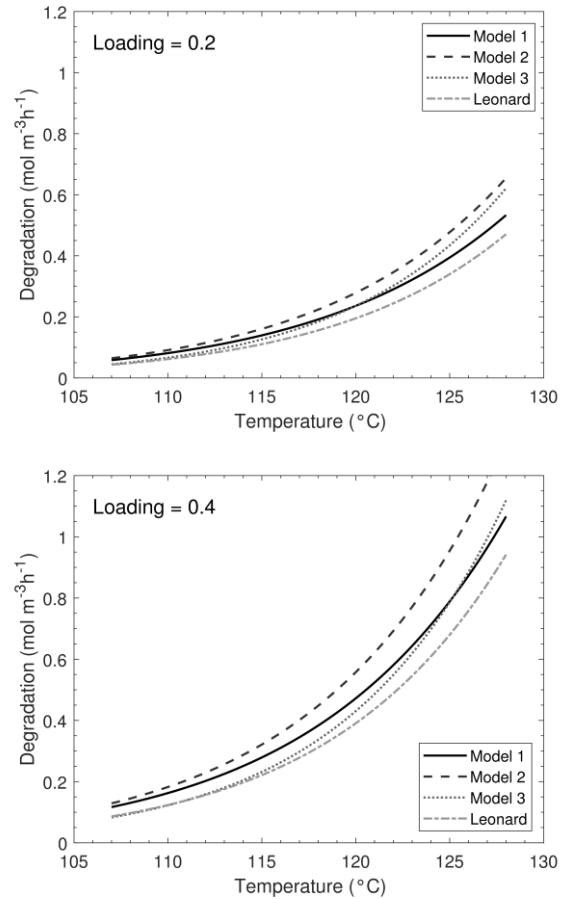 1.2
1
0.8
0.6
0.4
0.2
0
Degradation (mol m⁻³h⁻¹)
Loading = 0.2
Model 1
Model 2
Model 3
Leonard
105 110 115 120 125 130
Temperature (°C)
1.2
1
0.8
0.6
0.4
0.2
0
Degradation (mol m⁻³h⁻¹)
Loading = 0.4
Model 1
Model 2
Model 3
Leonard
105 110 115 120 125 130
Temperature (°C)